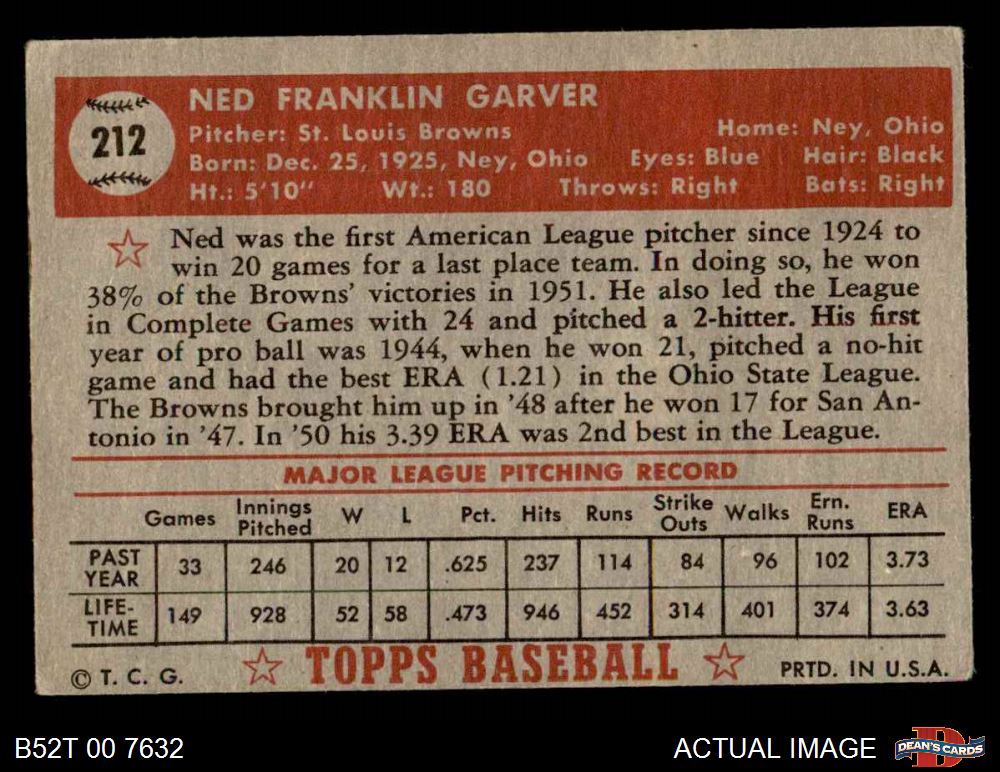 212
NED FRANKLIN GARVER
Pitcher: St. Louis Browns Home: Ney, Ohio
Born: Dec. 25, 1925, Ney, Ohio Eyes: Blue Hair: Black
Ht.: 5'10" Wt.: 180 Throws: Right Bats: Right
Ned was the first American League pitcher since 1924 to
win 20 games for a last place team. In doing so, he won
38% of the Browns' victories in 1951. He also led the League
in Complete Games with 24 and pitched a 2-hitter. His first
year of pro ball was 1944, when he won 21, pitched a no-hit
game and had the best ERA (1.21) in the Ohio State League.
The Browns brought him up in '48 after he won 17 for San An-
tonio in '47. In '50 his 3.39 ERA was 2nd best in the League.
MAJOR LEAGUE PITCHING RECORD
Games Innings Pitched W L Pct. Hits Runs Strike Outs Walks Ern. Runs ERA
PAST YEAR 33 246 20 12 .625 237 114 84 96 102 3.73
LIFE-TIME 149 928 52 58 .473 946 452 314 401 374 3.63
© T. C. G. TOPPS BASEBALL PRTD. IN U.S.A.
B52T 00 7632 ACTUAL IMAGE DEAN'S CARDS